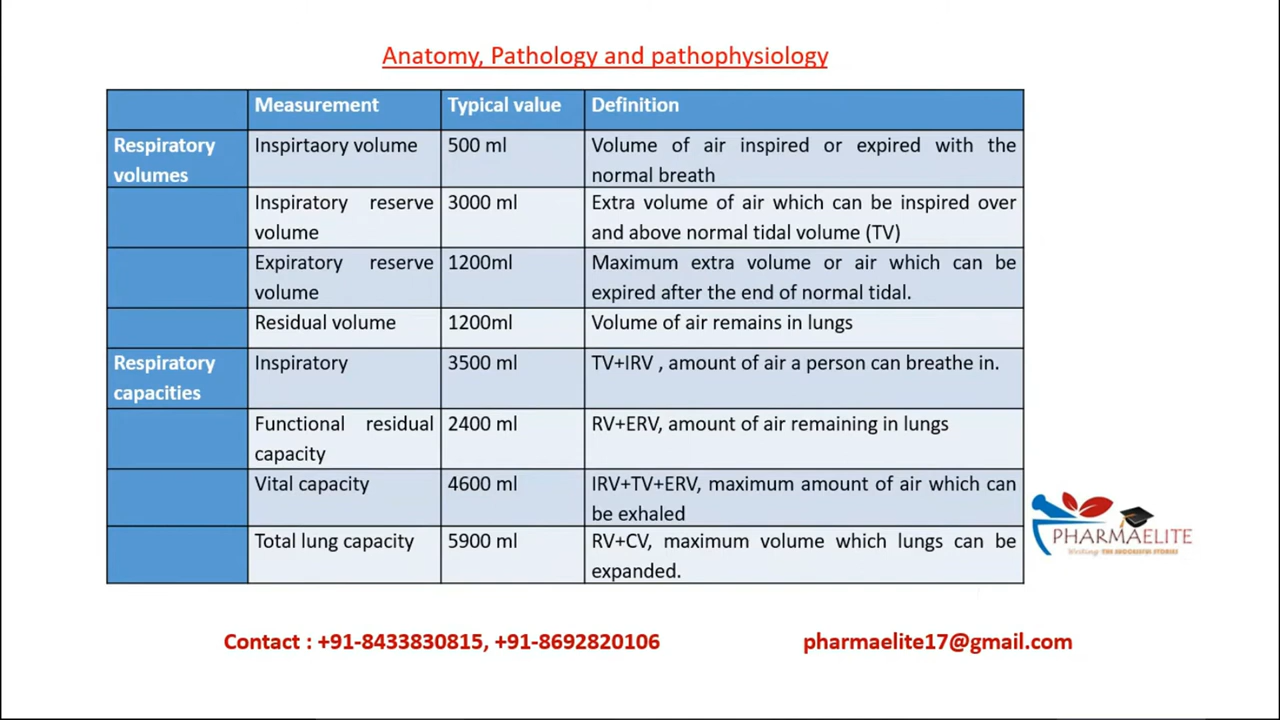 Anatomy, Pathology and pathophysiology
Measurement Typical value Definition
Respiratory volumes Inspirtaory volume 500 ml Volume of air inspired or expired with the normal breath
Inspiratory reserve volume 3000 ml Extra volume of air which can be inspired over and above normal tidal volume (TV)
Expiratory reserve volume 1200ml Maximum extra volume or air which can be expired after the end of normal tidal.
Residual volume 1200ml Volume of air remains in lungs
Respiratory capacities Inspiratory 3500 ml TV+IRV , amount of air a person can breathe in.
Functional residual capacity 2400 ml RV+ERV, amount of air remaining in lungs
Vital capacity 4600 ml IRV+TV+ERV, maximum amount of air which can be exhaled
Total lung capacity 5900 ml RV+CV, maximum volume which lungs can be expanded.
PHARMAELITE
Writing THE SUCCESSFUL STORIES
Contact : +91-8433830815, +91-8692820106 pharmaelite17@gmail.com